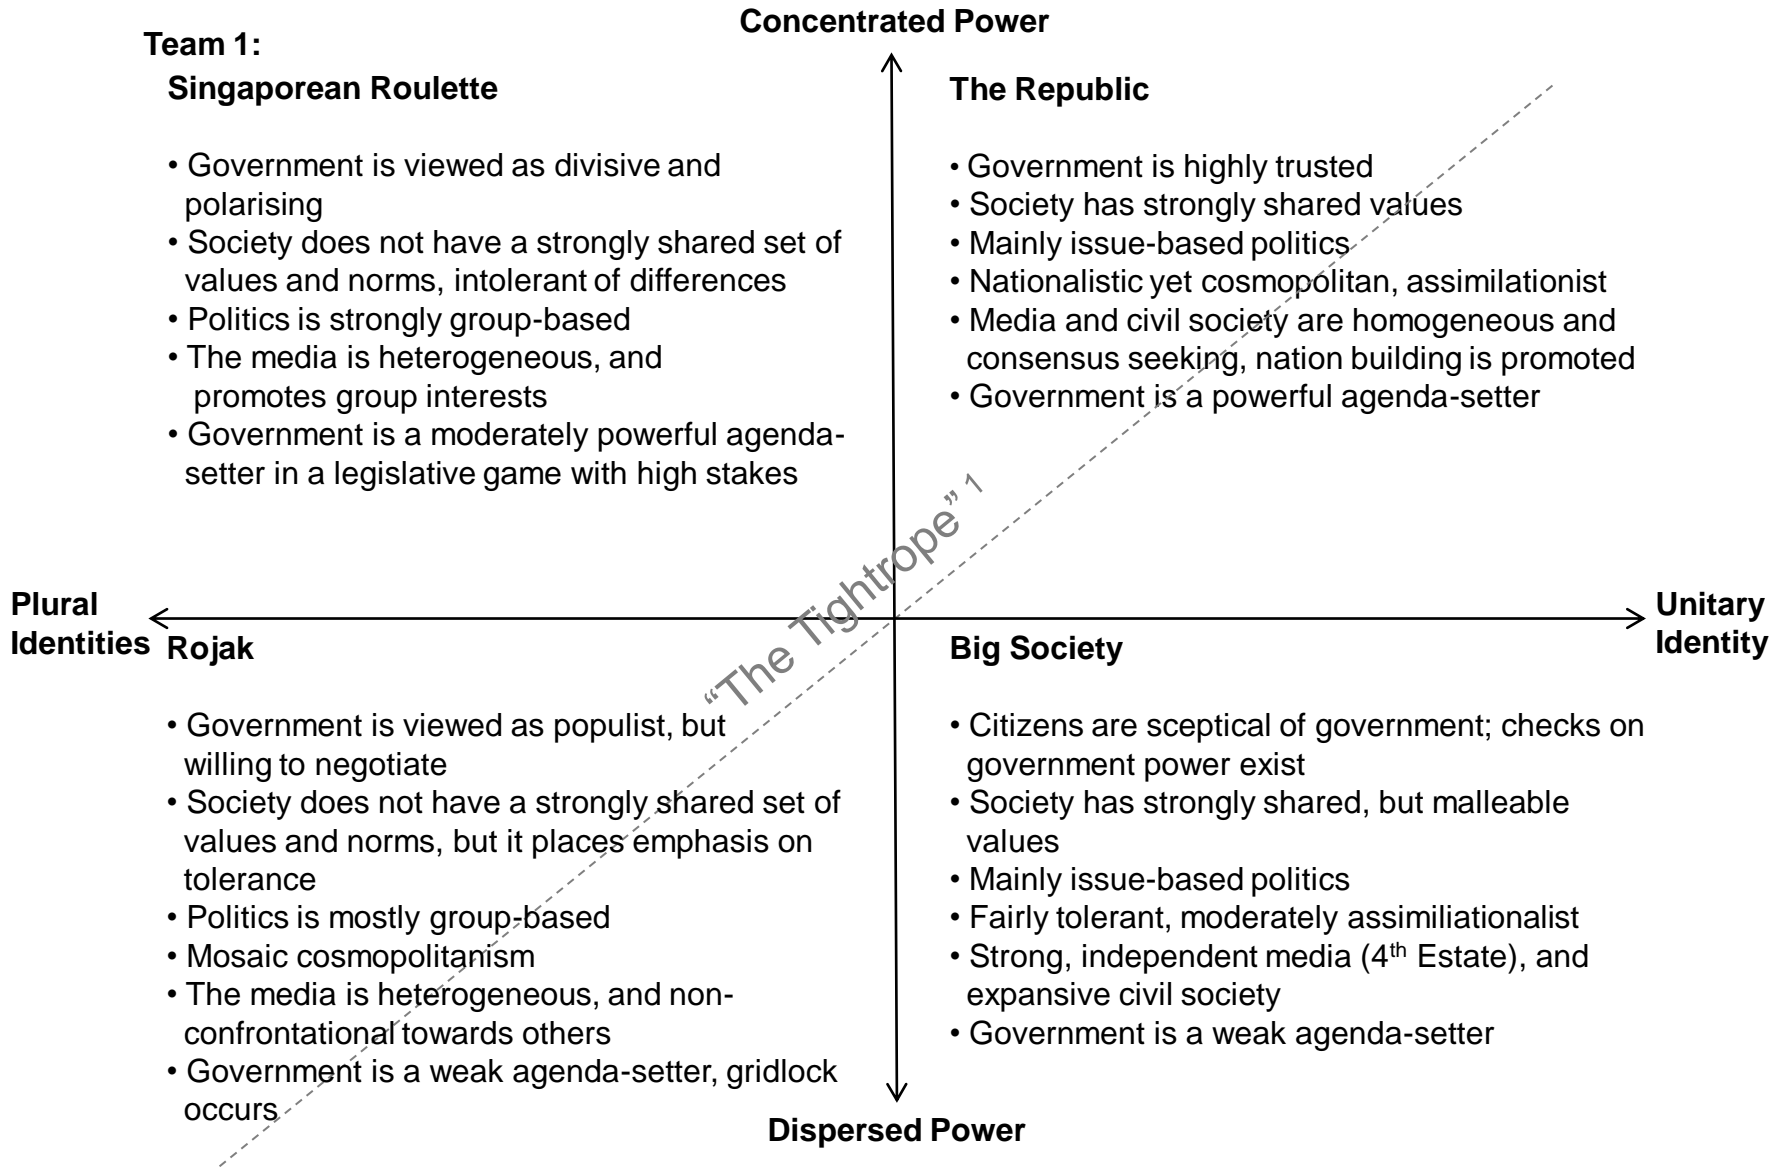 Concentrated Power
Team 1:
Singaporean Roulette
• Government is viewed as divisive and
polarising
• Society does not have a strongly shared set of
values and norms, intolerant of differences
• Politics is strongly group-based
• The media is heterogeneous, and
promotes group interests
• Government is a moderately powerful agenda-
setter in a legislative game with high stakes
The Republic
• Government is highly trusted
• Society has strongly shared values
• Mainly issue-based politics
• Nationalistic yet cosmopolitan, assimilationist
• Media and civil society are homogeneous and
consensus seeking, nation building is promoted
• Government is a powerful agenda-setter
“The Tightrope” 1
Plural
Identities
Unitary
Identity
Rojak
• Government is viewed as populist, but
willing to negotiate
• Society does not have a strongly shared set of
values and norms, but it places emphasis on
tolerance
• Politics is mostly group-based
• Mosaic cosmopolitanism
• The media is heterogeneous, and non-
confrontational towards others
• Government is a weak agenda-setter, gridlock
occurs
Big Society
• Citizens are sceptical of government; checks on
government power exist
• Society has strongly shared, but malleable
values
• Mainly issue-based politics
• Fairly tolerant, moderately assimiliationalist
• Strong, independent media (4th Estate), and
expansive civil society
• Government is a weak agenda-setter
Dispersed Power